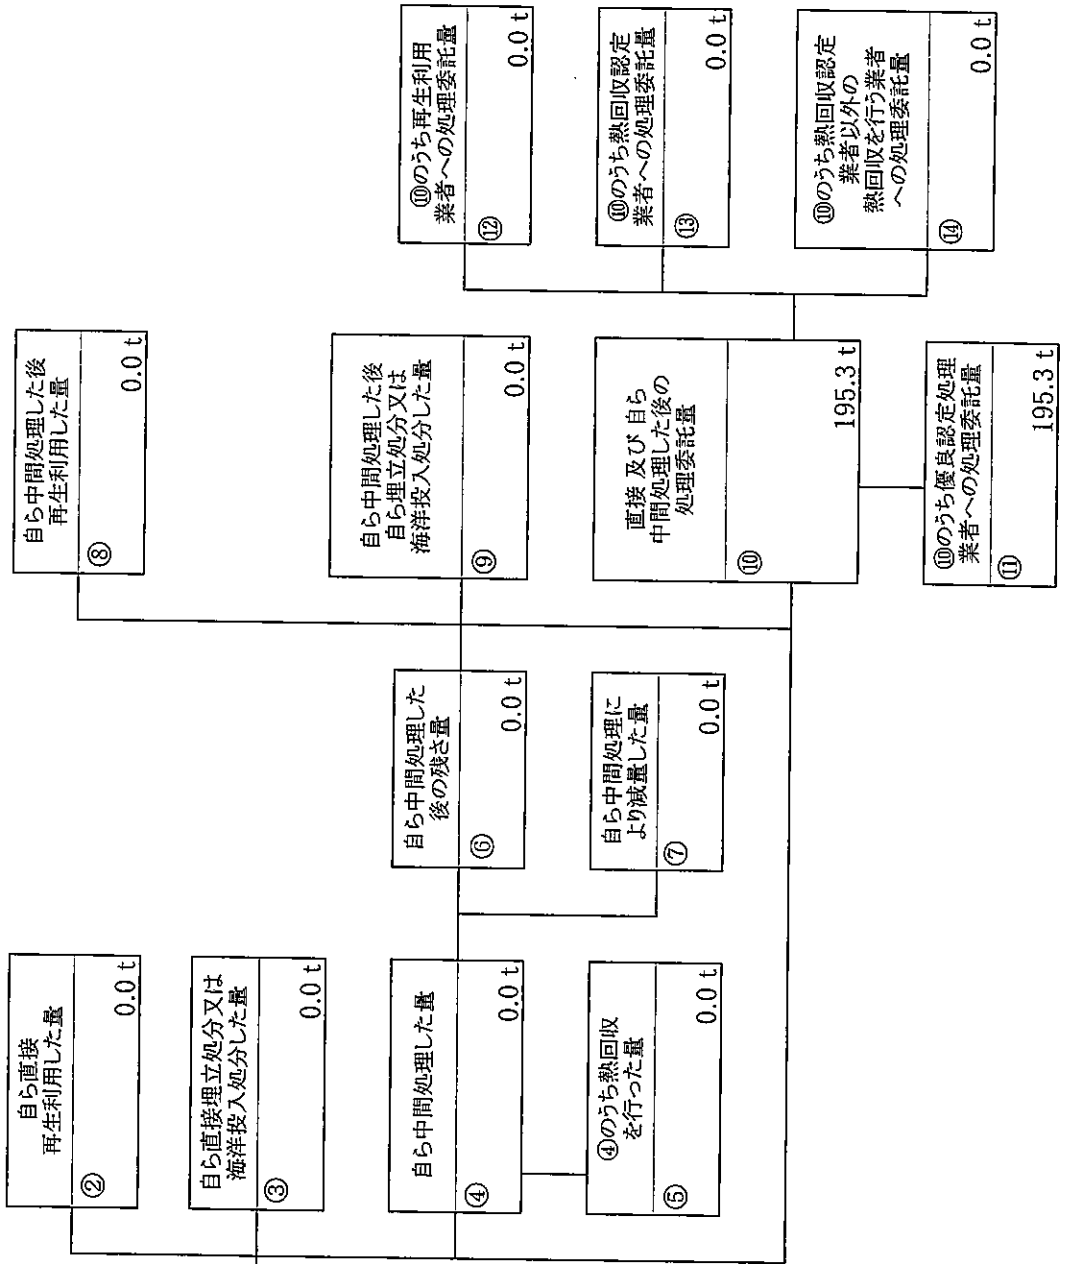 自ら直接
再生利用した量
②
0.0 t
自ら直接埋立処分又は
海洋投入処分した量
③
0.0 t
自ら中間処理した量
④
0.0 t
④のうち熱回収
を行った量
⑤
0.0 t
自ら中間処理した
後の残さ量
⑥
0.0 t
自ら中間処理に
より減量した量
⑦
0.0 t
自ら中間処理した後
再生利用した量
⑧
0.0 t
自ら中間処理した後
自ら埋立処分又は
海洋投入処分した量
⑨
0.0 t
直接 及び 自ら
中間処理した後の
処理委託量
⑩
195.3 t
⑩のうち優良認定処理
業者への処理委託量
⑪
195.3 t
⑩のうち再生利用
業者への処理委託量
⑫
0.0 t
⑩のうち熱回収認定
業者への処理委託量
⑬
0.0 t
⑩のうち熱回収認定
業者以外の
熱回収を行う業者
への処理委託量
⑭
0.0 t